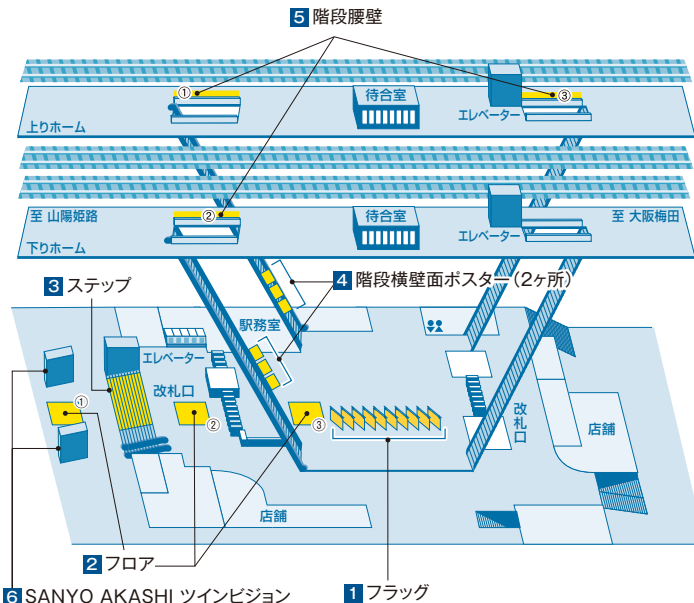 5 階段腰壁
①
待合室
③
エレベーター
上りホーム
至 山陽姫路
②
待合室
至 大阪梅田
エレベーター
下りホーム
3 ステップ
4 階段横壁面ポスター（2ヶ所）
駅務室
エレベーター
改札口
①
②
③
改札口
店舗
店舗
2 フロア
6 SANYO AKASHI ツインビジョン
1 フラッグ